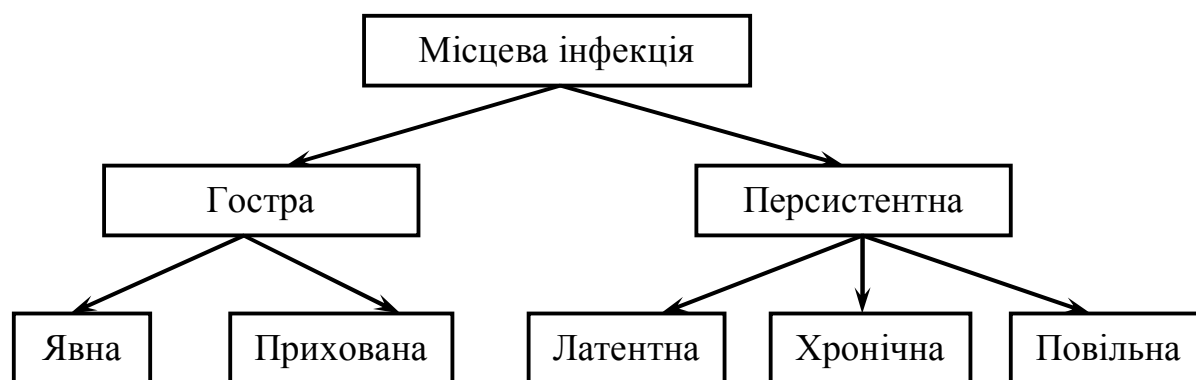 Місцева інфекція
Гостра
Персистентна
Явна
Прихована
Латентна
Хронічна
Повільна